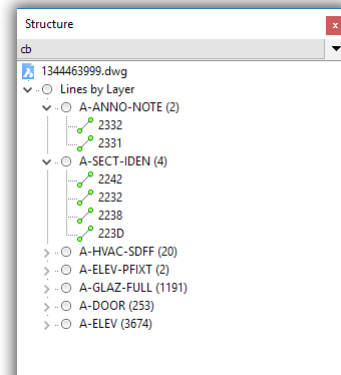 Structure
cb
1344463999.dwg
Lines by Layer
A-ANNO-NOTE (2)
2332
2331
A-SECT-IDEN (4)
2242
2232
2238
223D
A-HVAC-SDFF (20)
A-ELEV-PFIXT (2)
A-GLAZ-FULL (1191)
A-DOOR (253)
A-ELEV (3674)